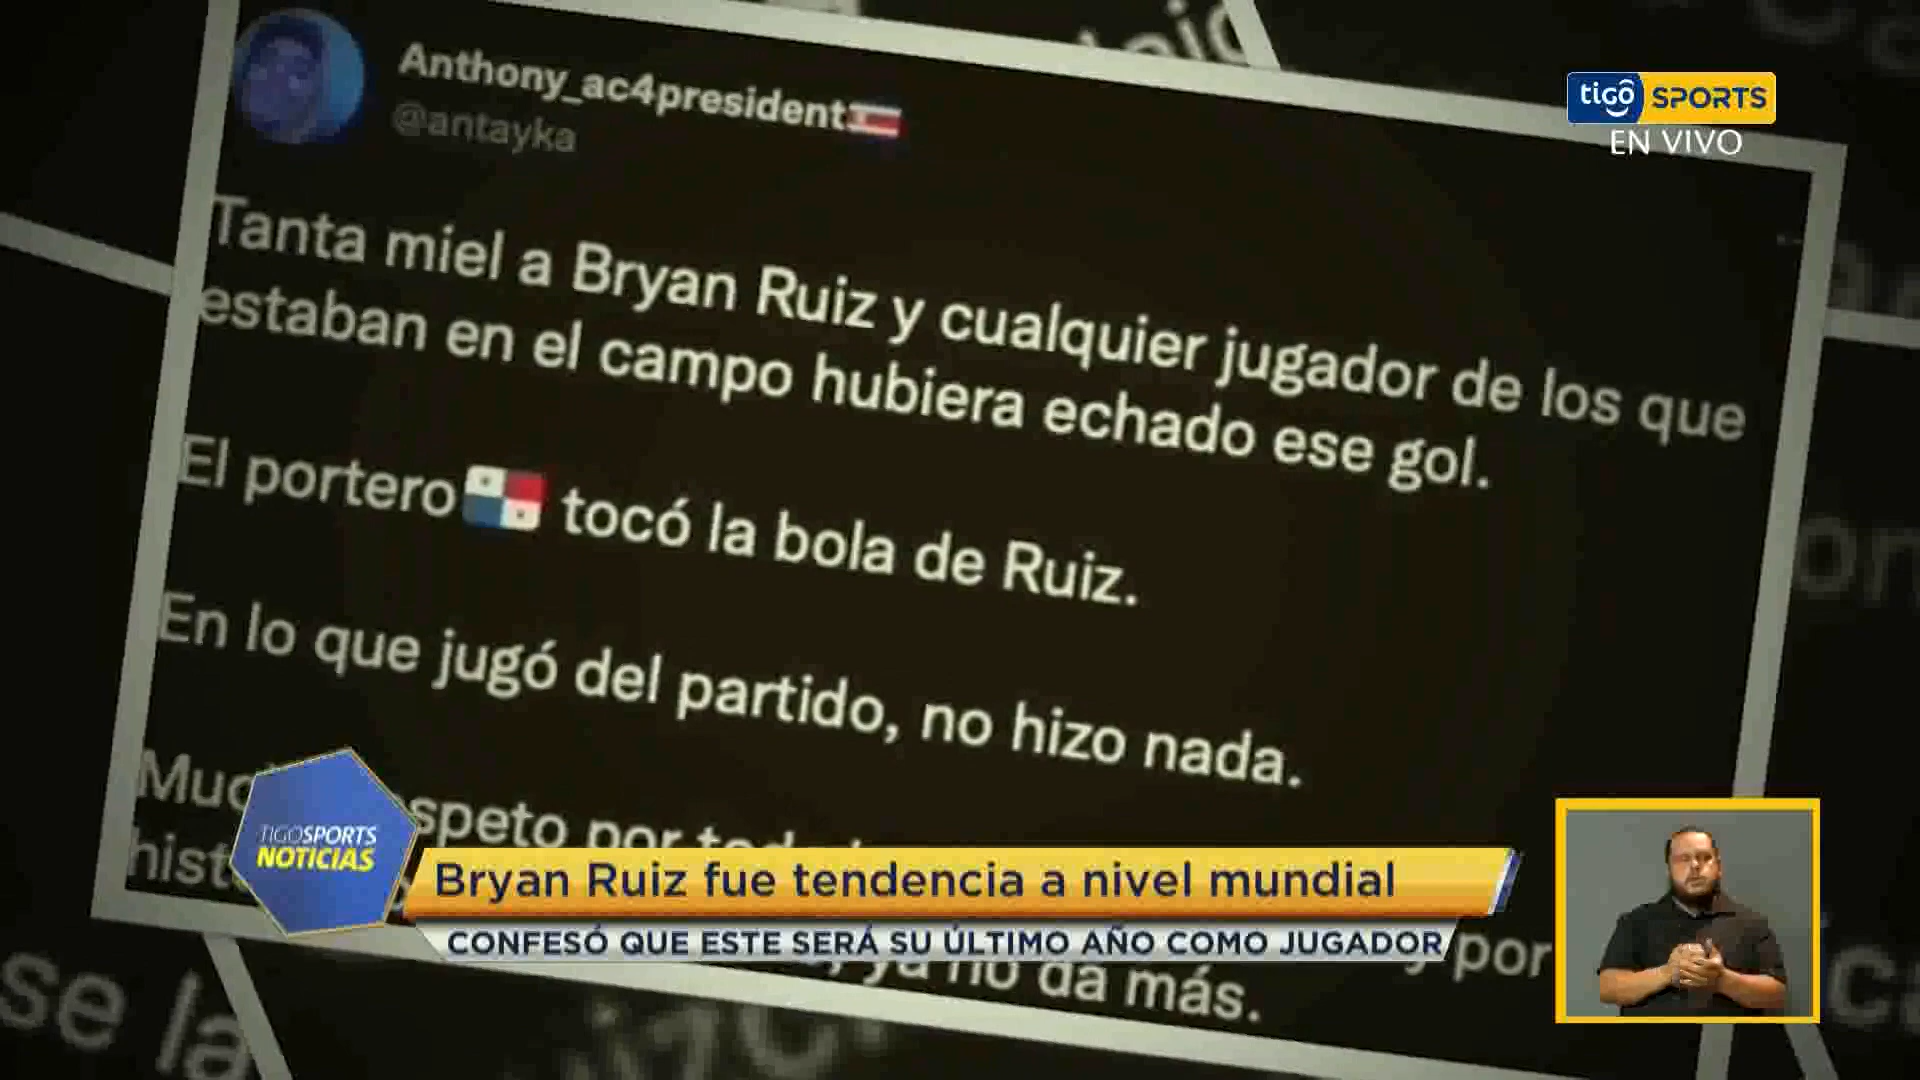 Anthony_ac4president
@antayka
tigo SPORTS
EN VIVO
Tanta miel a Bryan Ruiz y cualquier jugador de los que
estaban en el campo hubiera echado ese gol.
El portero tocó la bola de Ruiz.
En lo que jugó del partido, no hizo nada.
por
ya no da más.
TIGOSPORTS
NOTICIAS
Bryan Ruiz fue tendencia a nivel mundial
CONFESÓ QUE ESTE SERÁ SU ÚLTIMO AÑO COMO JUGADOR
se la